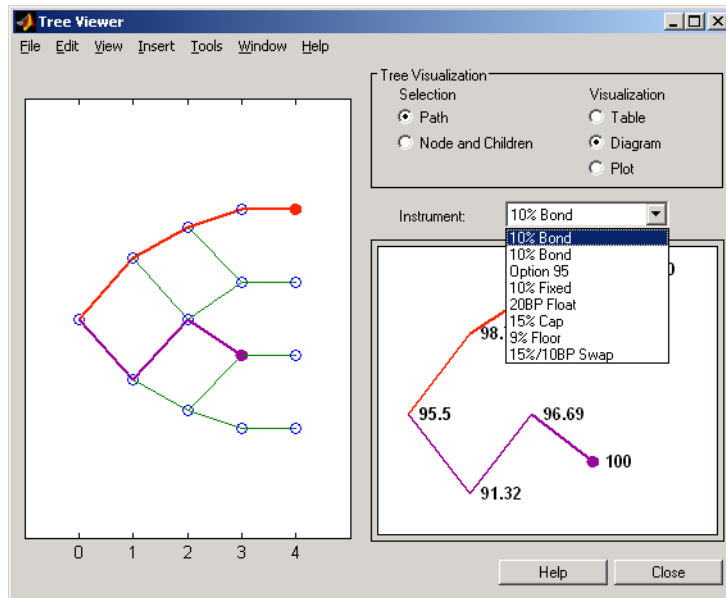 Tree Viewer
File Edit View Insert Tools Window Help
Tree Visualization
Selection
Visualization
Path
Table
Node and Children
Diagram
Plot
Instrument:
10% Bond
10% Bond
10% Bond
Option 95
10% Fixed
20BP Float
15% Cap
9% Floor
15%/10BP Swap
98.
95.5
96.69
100
91.32
0 1 2 3 4
Help
Close